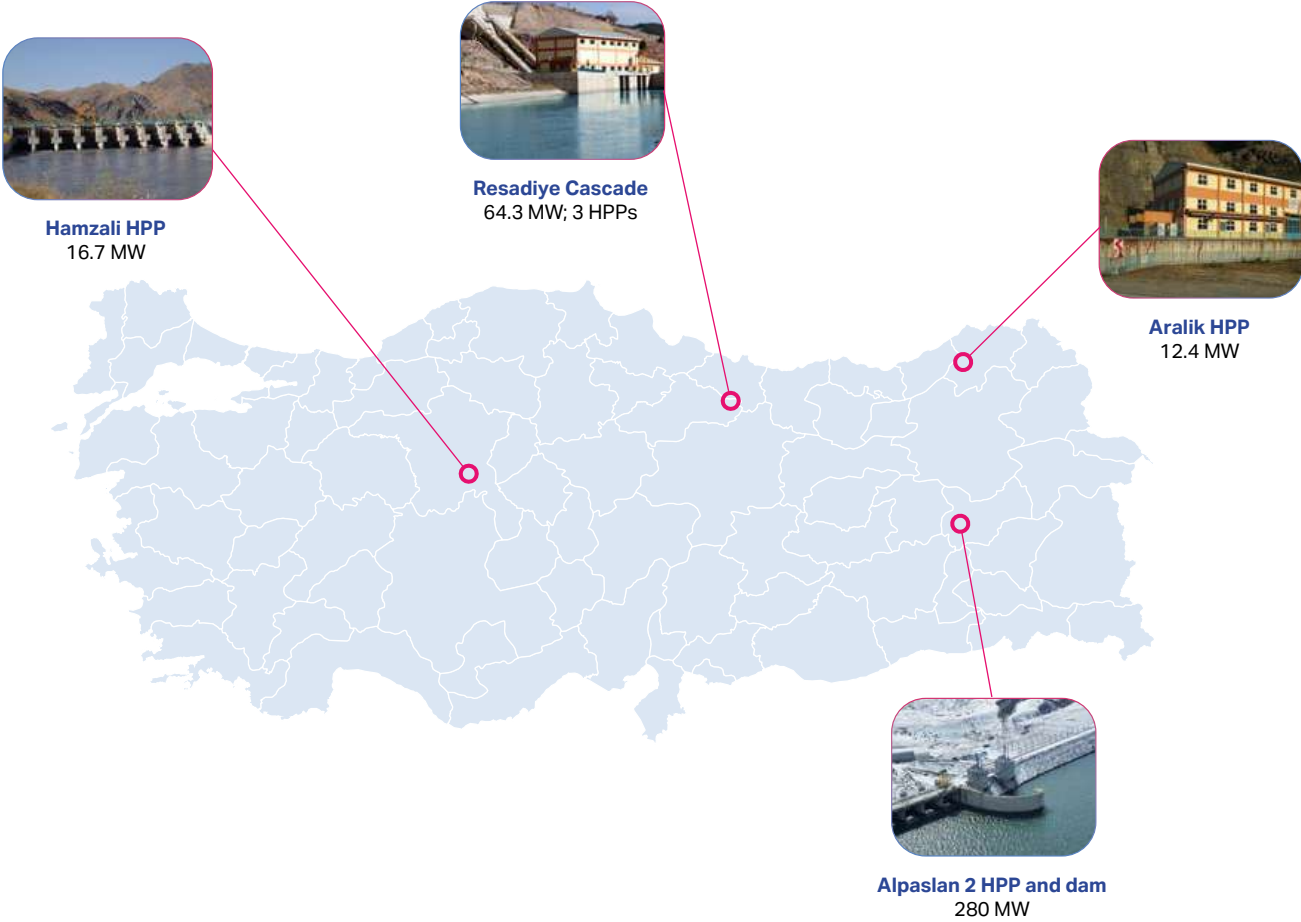 Resadiye Cascade
64.3 MW; 3 HPPs
Hamzali HPP
16.7 MW
Aralik HPP
12.4 MW
Alpaslan 2 HPP and dam
280 MW